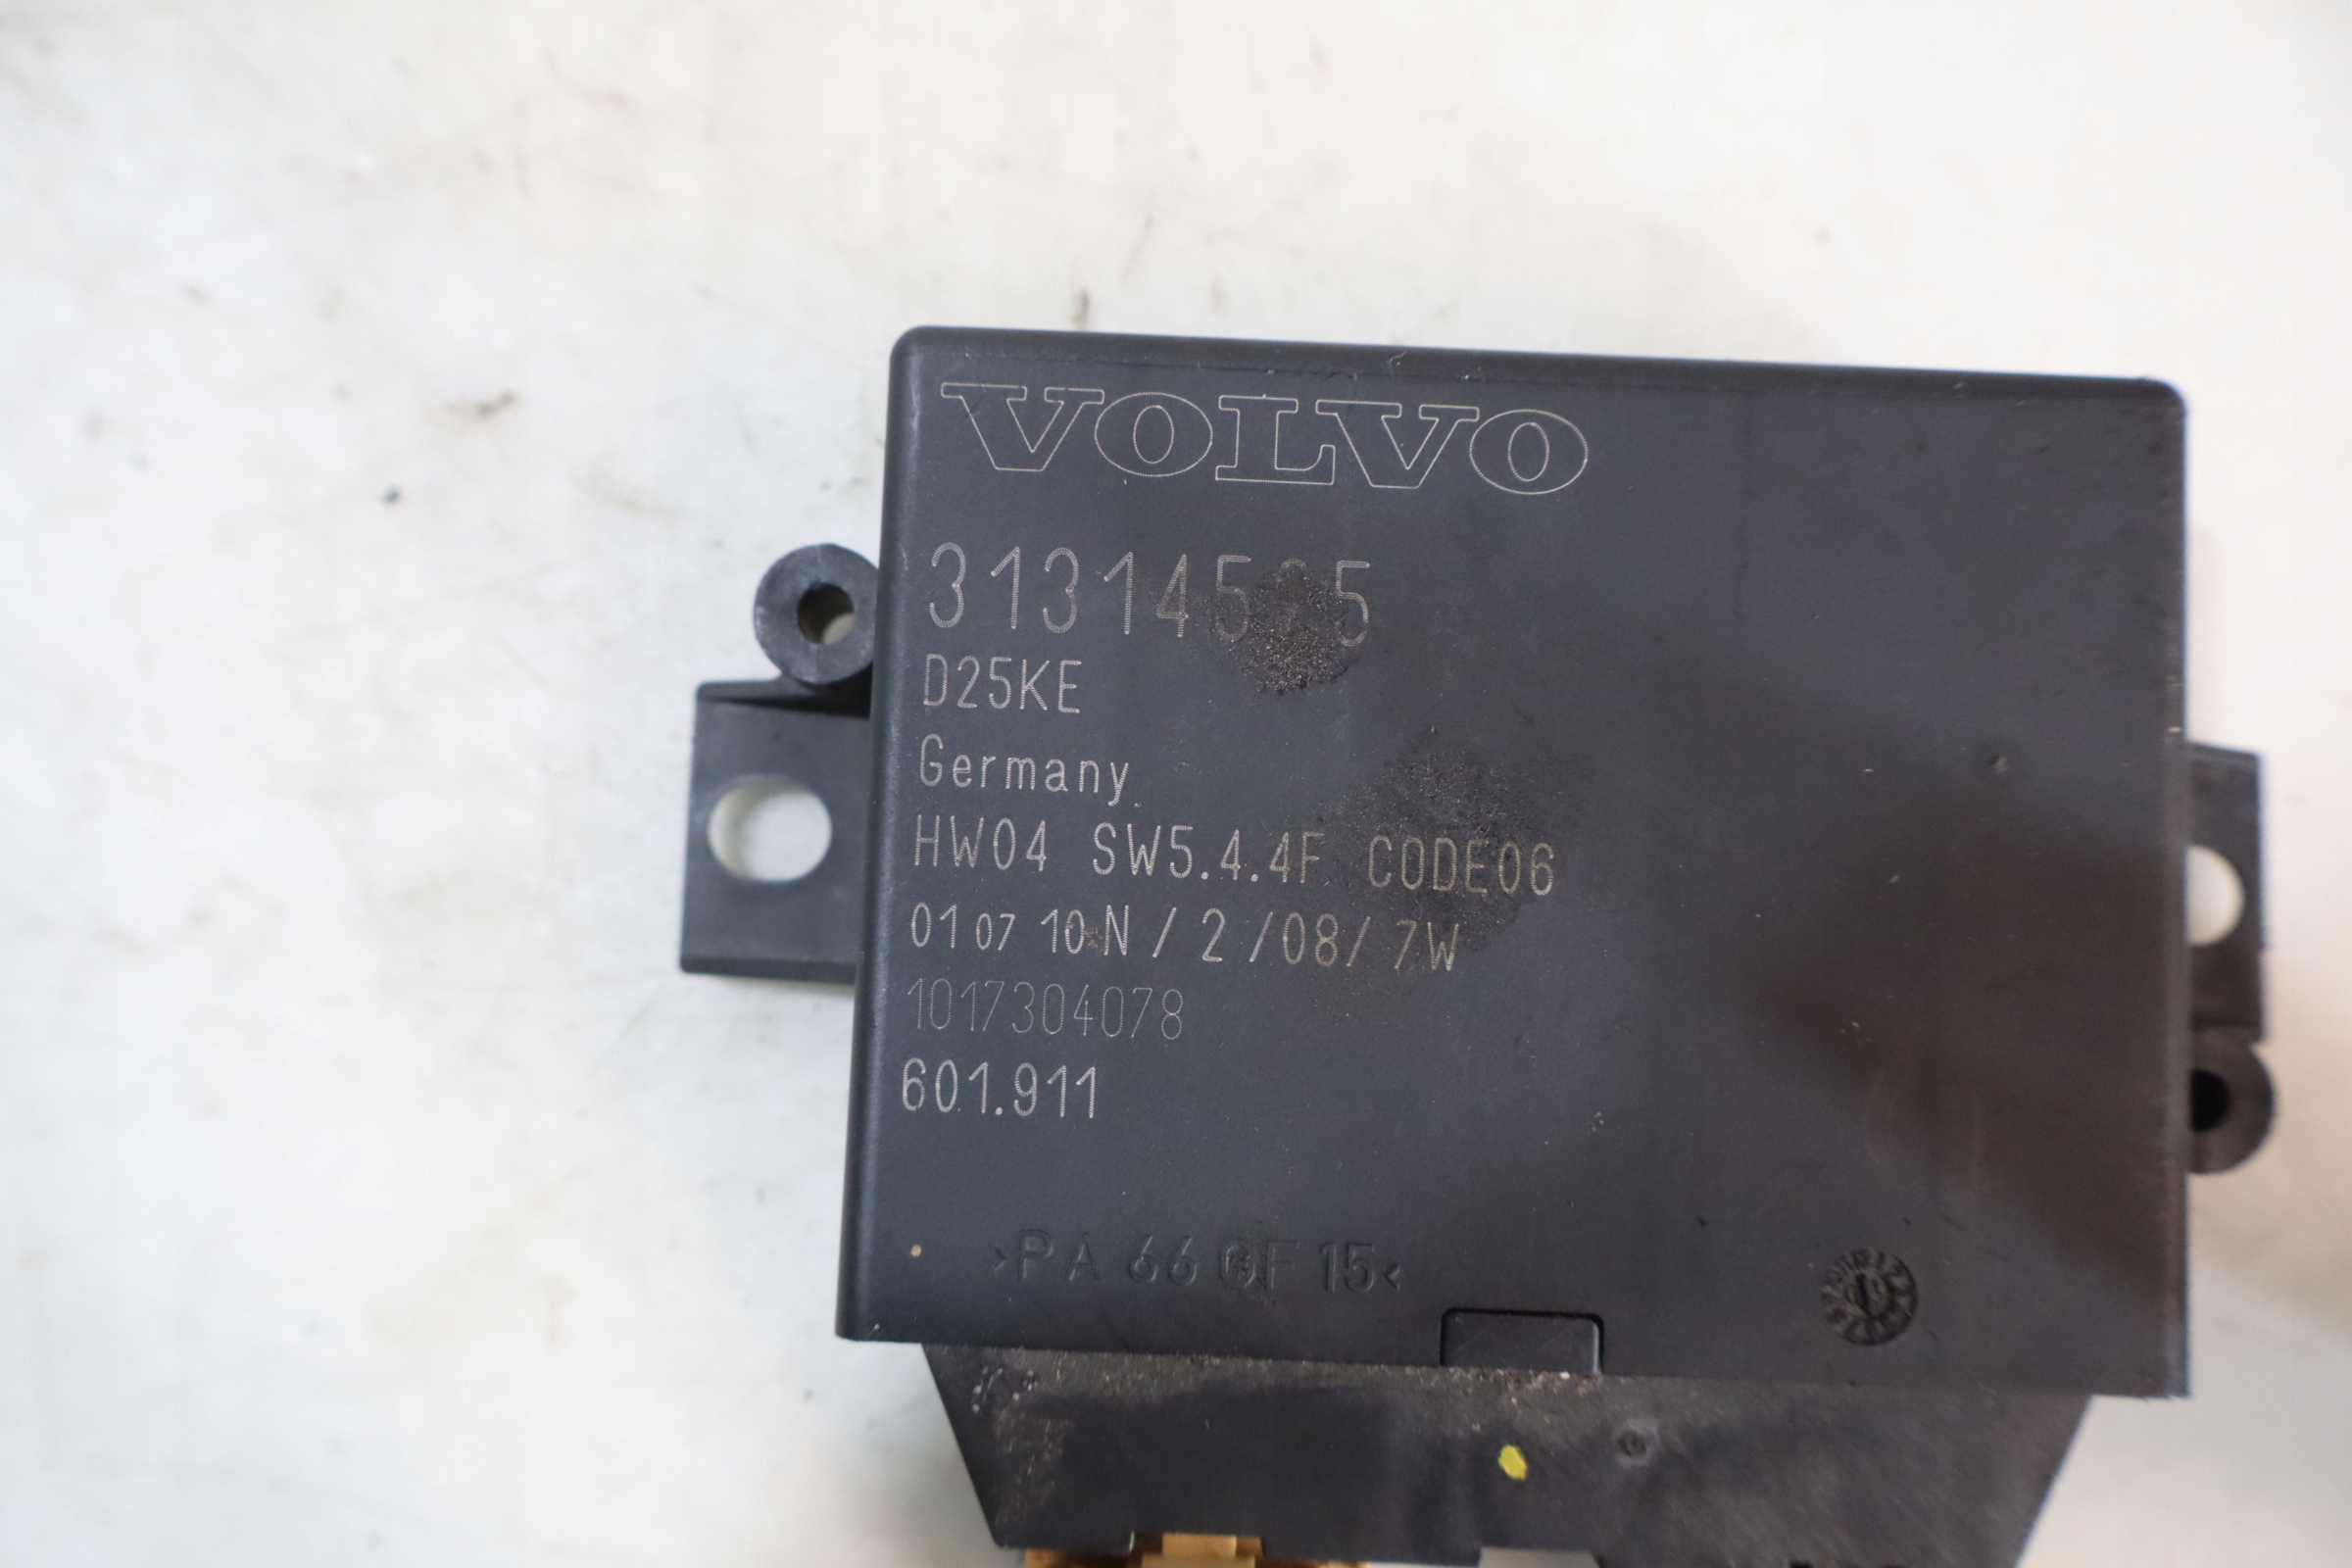 VOLVO
D25KE
Germany
HW04 SW5.4.4F CODE06
01 07 10 N / 2 /08/ 7W
1017304078
601.911
>PA 66 GF 15<